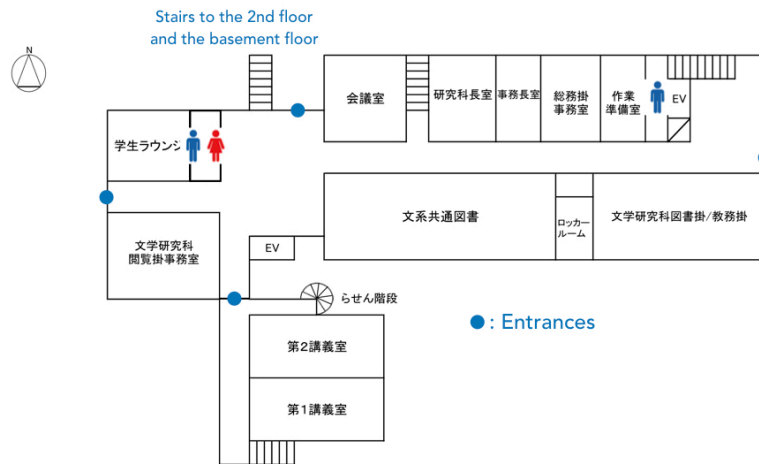 Stairs to the 2nd floor
and the basement floor
N
会議室
研究科長室
事務長室
総務掛
事務室
作業
準備室
EV
学生ラウンジ
文系共通図書
ロッカー
ルーム
文学研究科図書掛/教務掛
文学研究科
閲覧掛事務室
EV
らせん階段
● : Entrances
第2講義室
第1講義室